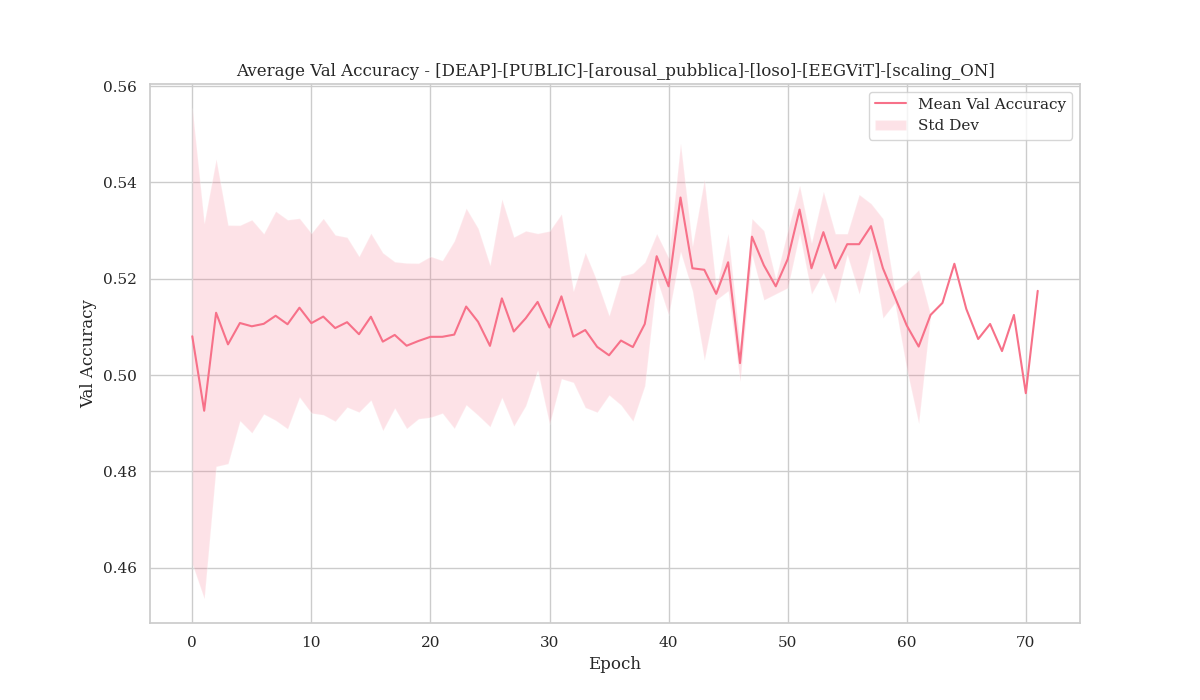 Average Val Accuracy - [DEAP]-[PUBLIC]-[arousal_pubblica]-[loso]-[EEGViT]-[scaling_ON]
Mean Val Accuracy
Std Dev
0.56
0.54
0.52
0.50
0.48
0.46
Val Accuracy
0 10 20 30 40 50 60 70
Epoch